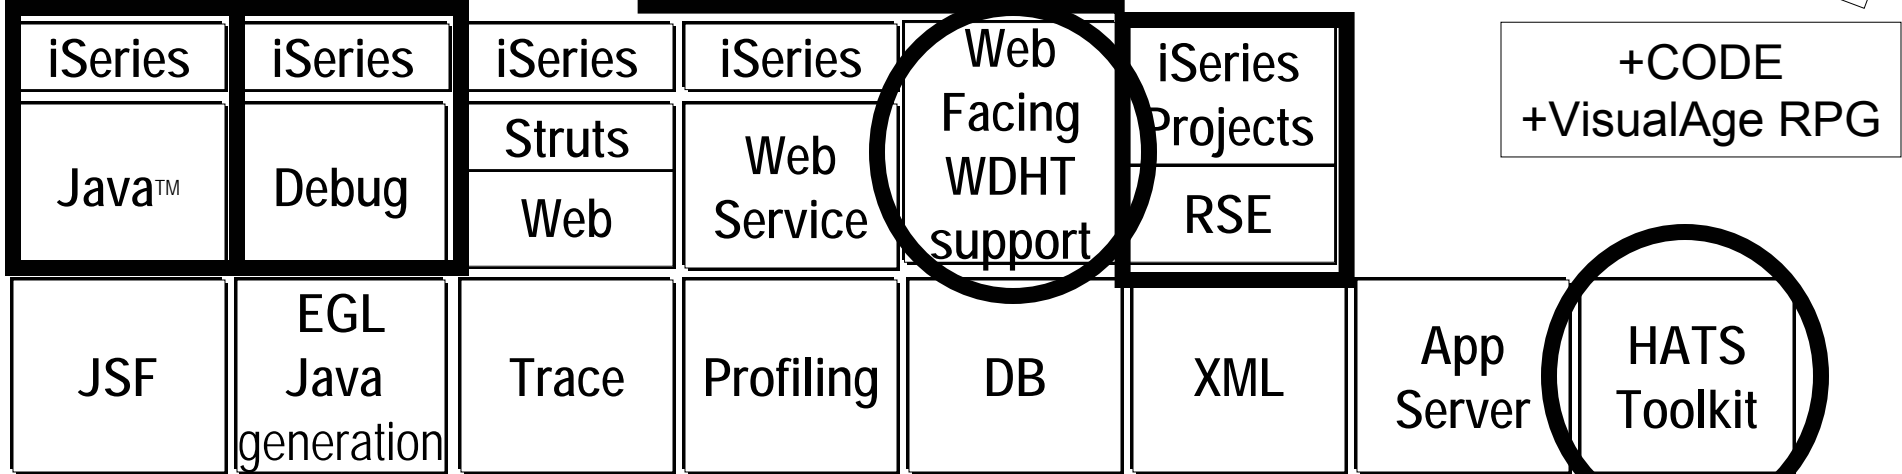 iSeries
Java™
iSeries
Debug
iSeries
Struts
Web
iSeries
Web
Service
Web
Facing
WDHT
support
iSeries
Projects
RSE
+CODE
+VisualAge RPG
JSF
EGL
Java
generation
Trace
Profiling
DB
XML
App
Server
HATS
Toolkit